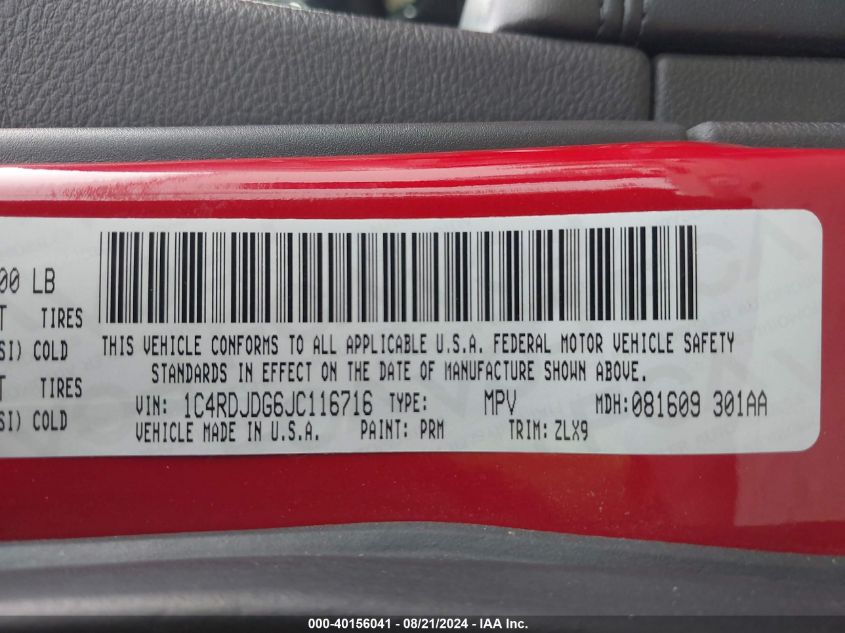 00 LB
T TIRES
SI) COLD
T TIRES
SI) COLD
THIS VEHICLE CONFORMS TO ALL APPLICABLE U.S.A. FEDERAL MOTOR VEHICLE SAFETY
STANDARDS IN EFFECT ON THE DATE OF MANUFACTURE SHOWN ABOVE.
VIN: 1C4RDJDG6JC116716 TYPE: MPV MDH:081609 301AA
VEHICLE MADE IN U.S.A. PAINT: PRM TRIM: ZLX9
000-40156041 - 08/21/2024 - IAA Inc.